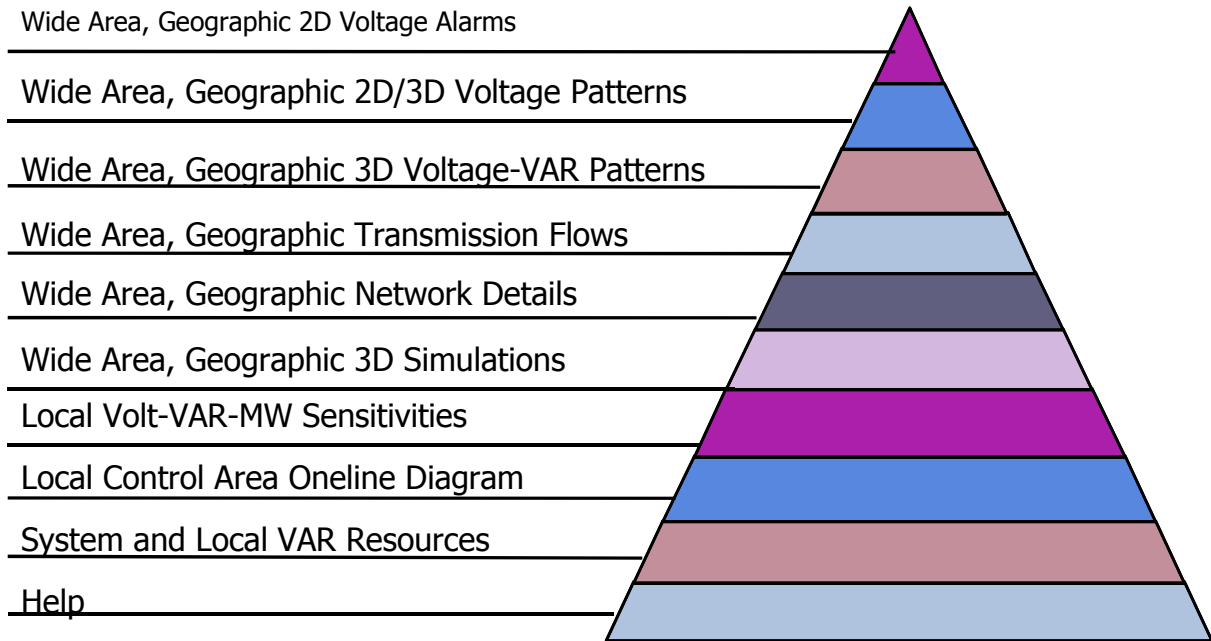 Wide Area, Geographic 2D Voltage Alarms
Wide Area, Geographic 2D/3D Voltage Patterns
Wide Area, Geographic 3D Voltage-VAR Patterns
Wide Area, Geographic Transmission Flows
Wide Area, Geographic Network Details
Wide Area, Geographic 3D Simulations
Local Volt-VAR-MW Sensitivities
Local Control Area Oneline Diagram
System and Local VAR Resources
Help